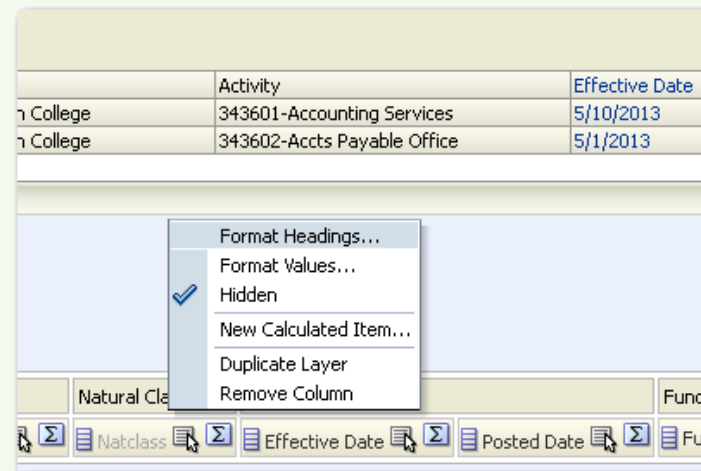 Activity Effective Date
College 343601-Accounting Services 5/10/2013
College 343602-Accts Payable Office 5/1/2013
Format Headings...
Format Values...
Hidden
New Calculated Item...
Duplicate Layer
Remove Column
Natural Cla Func
Natclass Σ Effective Date Σ Posted Date Σ Fu